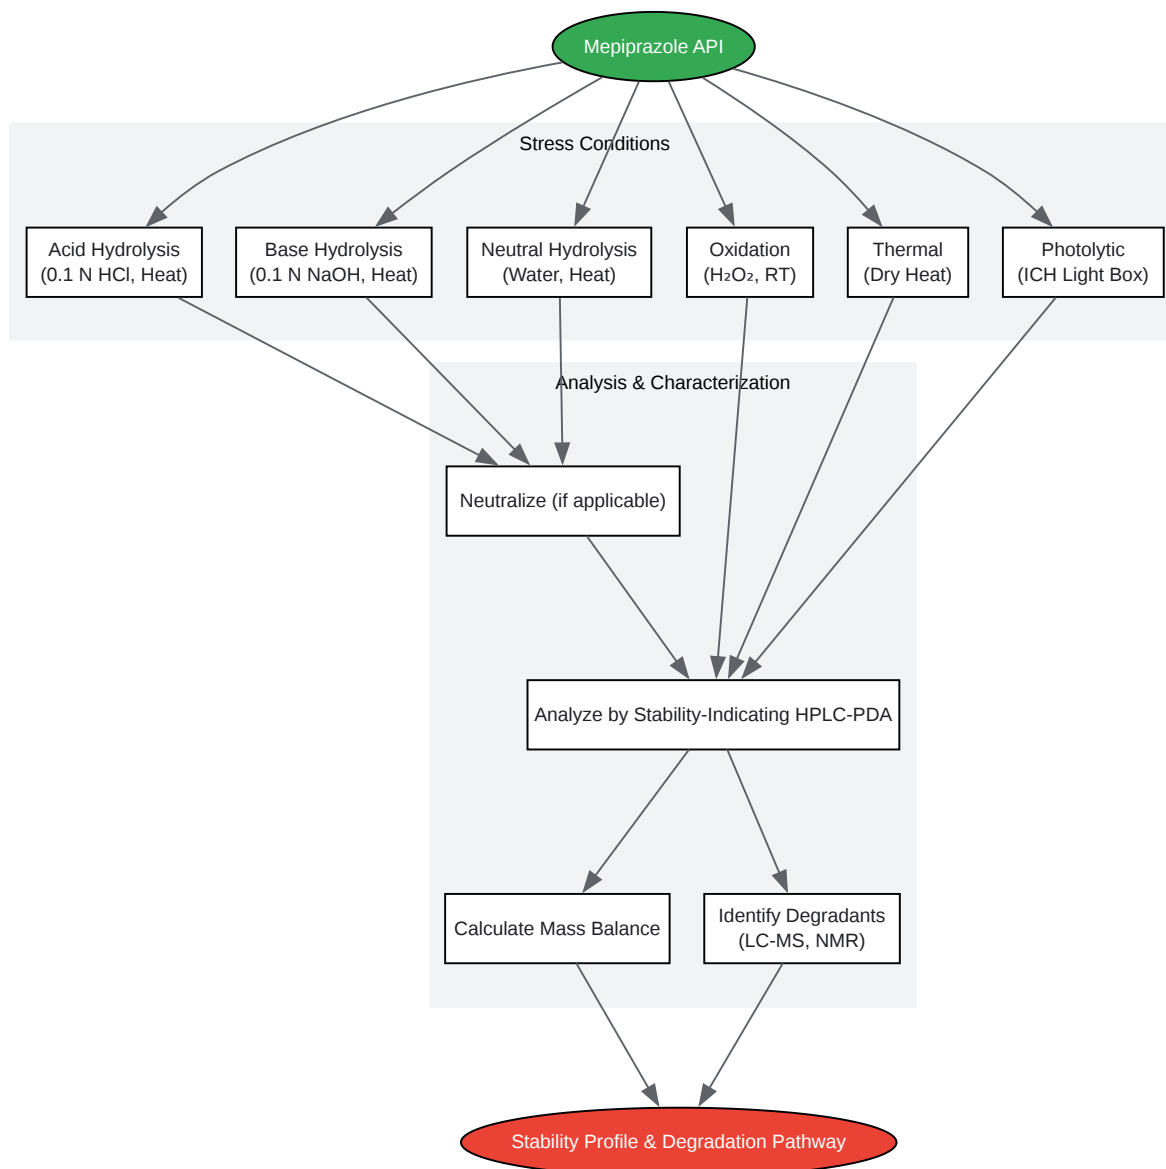 Mepiprazole API
Stress Conditions
Acid Hydrolysis
(0.1 N HCl, Heat)
Base Hydrolysis
(0.1 N NaOH, Heat)
Neutral Hydrolysis
(Water, Heat)
Oxidation
(H₂O₂, RT)
Thermal
(Dry Heat)
Photolytic
(ICH Light Box)
Analysis & Characterization
Neutralize (if applicable)
Analyze by Stability-Indicating HPLC-PDA
Calculate Mass Balance
Identify Degradants
(LC-MS, NMR)
Stability Profile & Degradation Pathway